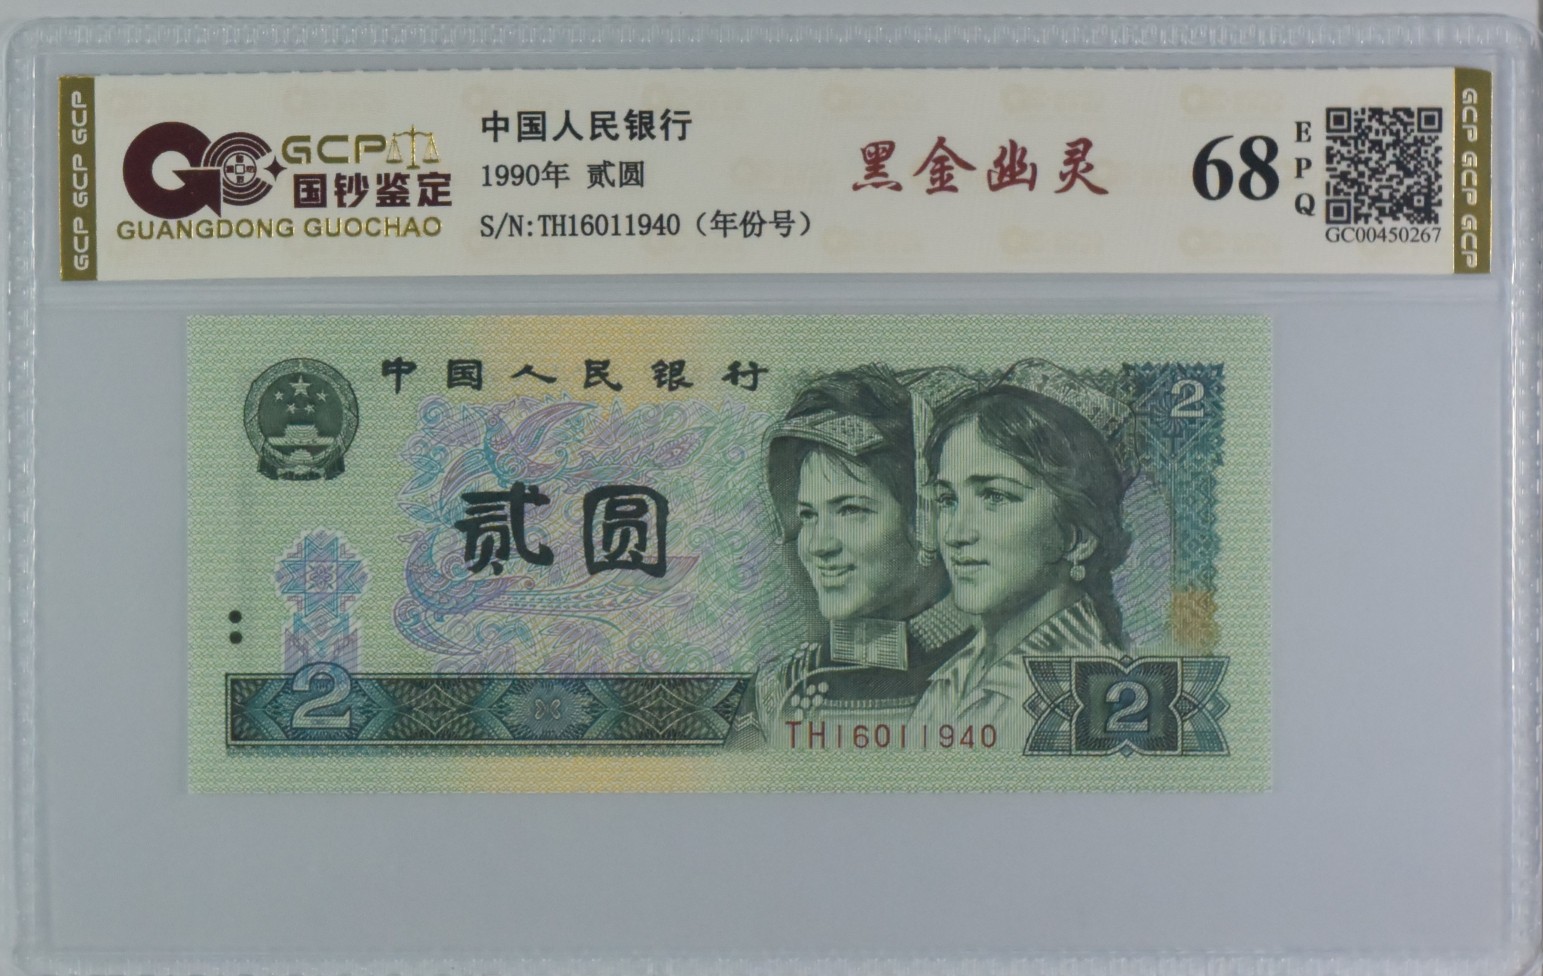 GCP GCP GCP
GCP
国钞鉴定
GUANGDONG GUOCHAO
中国人民银行
1990年 贰圆
S/N:TH16011940（年份号）
黑金幽灵
68
EPQ
GC00450267
GCP GCP GCP
中国人民银行
2
贰圆
2
TH16011940
2